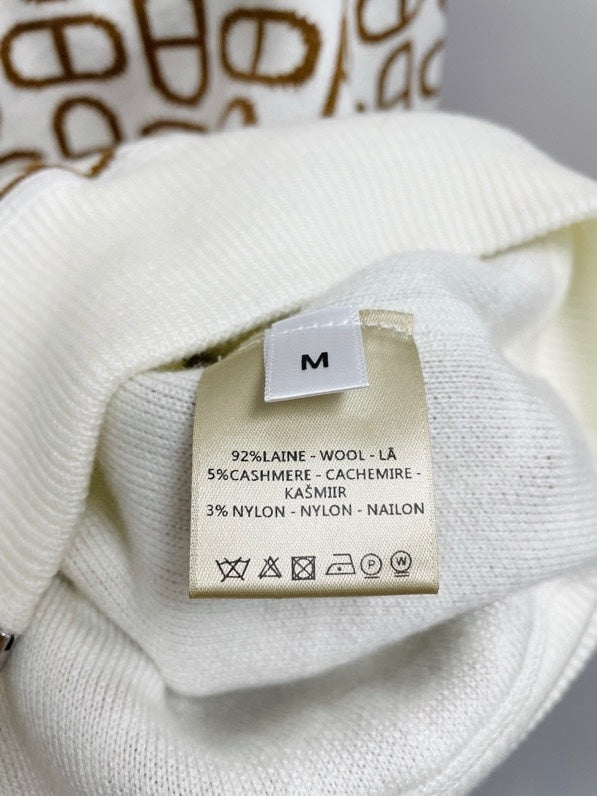 M
92%LAINE - WOOL - LÃ
5%CASHMERE - CACHEMIRE -
KAŠMIIR
3% NYLON - NYLON - NAILON
P W